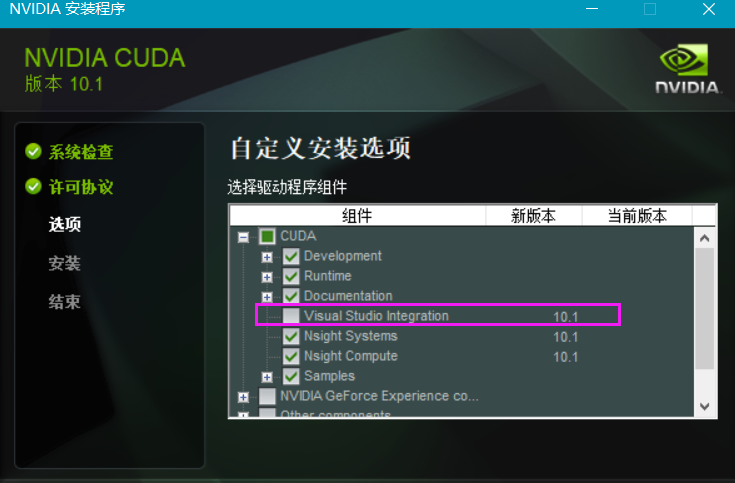 NVIDIA 安装程序
NVIDIA CUDA
版本 10.1
NVIDIA
系统检查
许可协议
选项
安装
结束
自定义安装选项
选择驱动程序组件
组件 新版本 当前版本
CUDA
Development
Runtime
Documentation
Visual Studio Integration 10.1
Nsight Systems 10.1
Nsight Compute 10.1
Samples
NVIDIA GeForce Experience co...
Other components